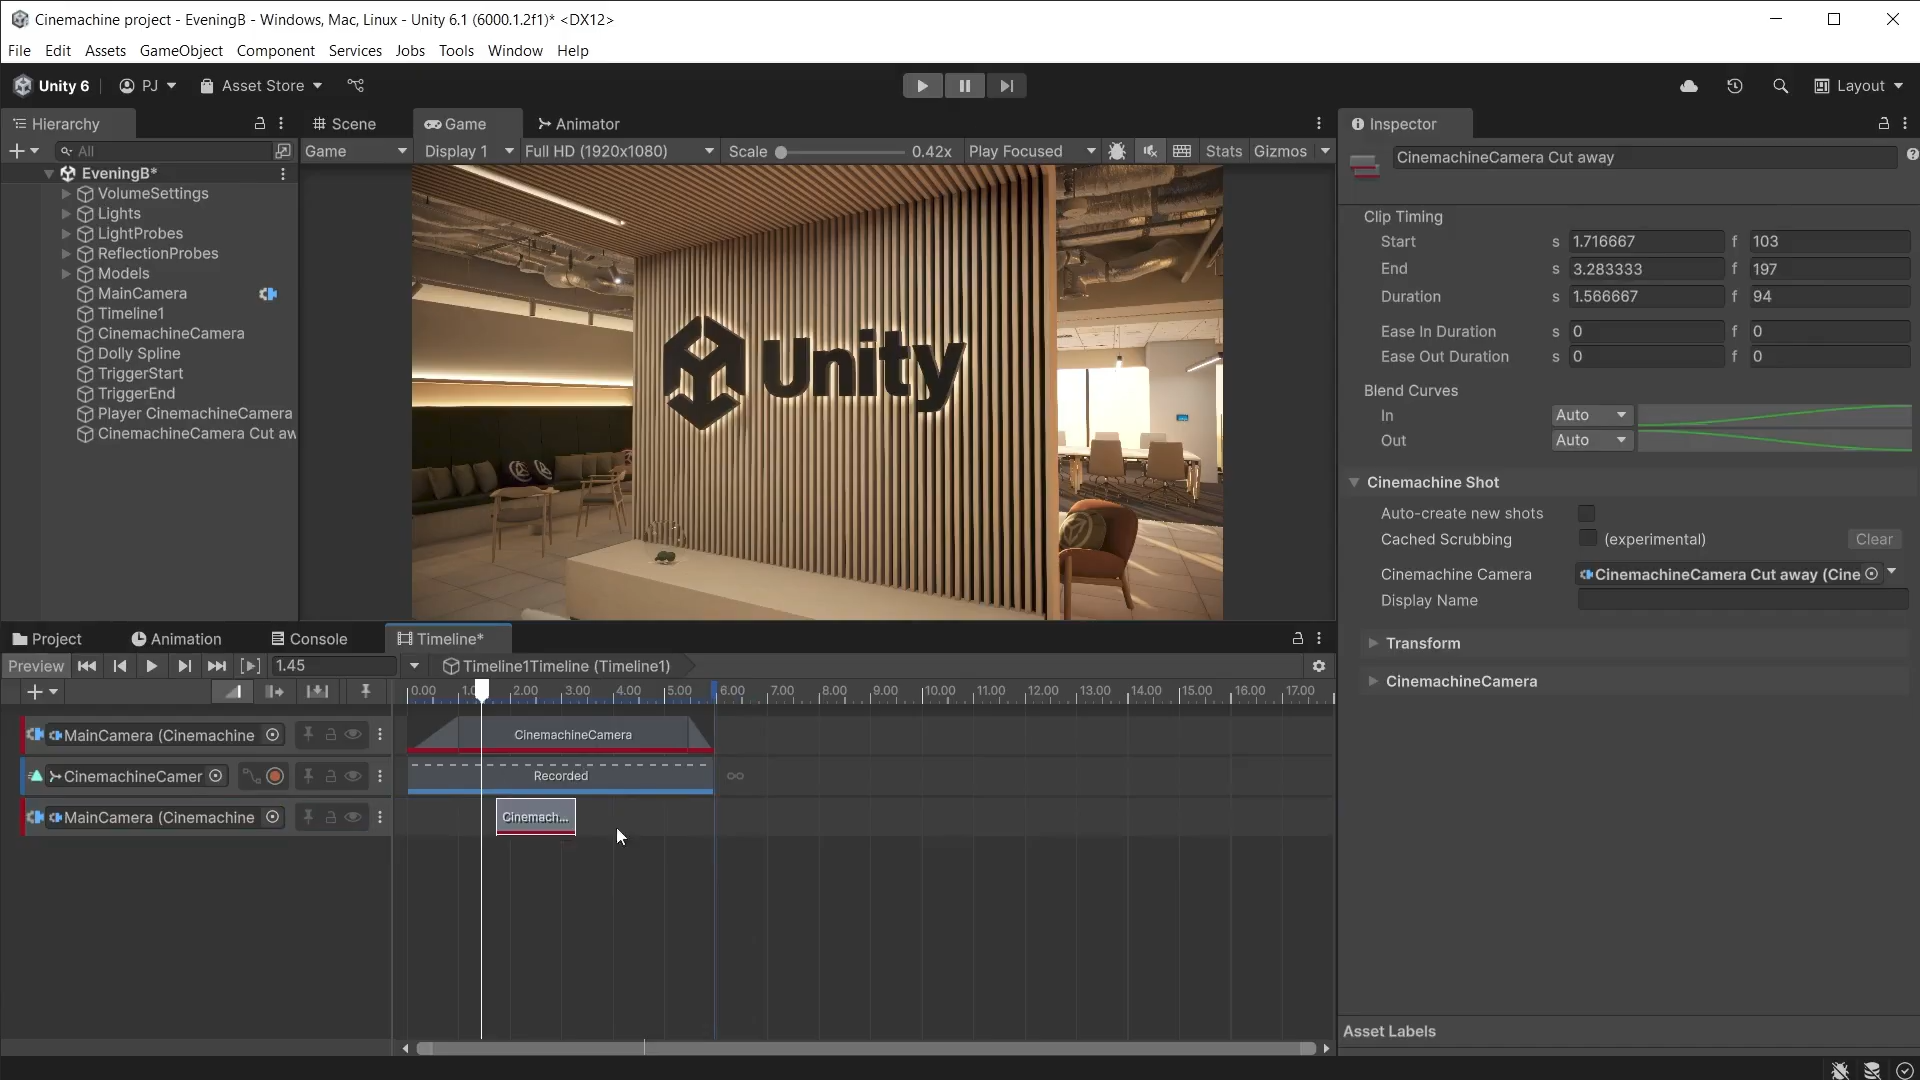 Cinemachine project - EveningB - Windows, Mac, Linux - Unity 6.1 (6000.1.2f1)* <DX12>
File Edit Assets GameObject Component Services Jobs Tools Window Help
Unity 6 PJ Asset Store Layout
Hierarchy Scene Game Animator Inspector
All Game Display 1 Full HD (1920x1080) Scale 0.42x Play Focused Stats Gizmos CinemachineCamera Cut away
EveningB*
VolumeSettings
Lights
LightProbes
ReflectionProbes
Models
MainCamera
Timeline1
CinemachineCamera
Dolly Spline
TriggerStart
TriggerEnd
Player CinemachineCamera
CinemachineCamera Cut aw
Unity
Clip Timing
Start s 1.716667 f 103
End s 3.283333 f 197
Duration s 1.566667 f 94
Ease In Duration s 0 f 0
Ease Out Duration s 0 f 0
Blend Curves
In Auto
Out Auto
Cinemachine Shot
Auto-create new shots
Cached Scrubbing (experimental) Clear
Cinemachine Camera CinemachineCamera Cut away (Cine
Display Name
Transform
CinemachineCamera
Asset Labels
Project Animation Console Timeline*
Preview 1.45 Timeline1Timeline (Timeline1)
0.00 2.00 3.00 4.00 5.00 6.00 7.00 8.00 9.00 10.00 11.00 12.00 13.00 14.00 15.00 16.00 17.00
MainCamera (Cinemachine CinemachineCamera
CinemachineCamer Recorded
MainCamera (Cinemachine Cinemach...